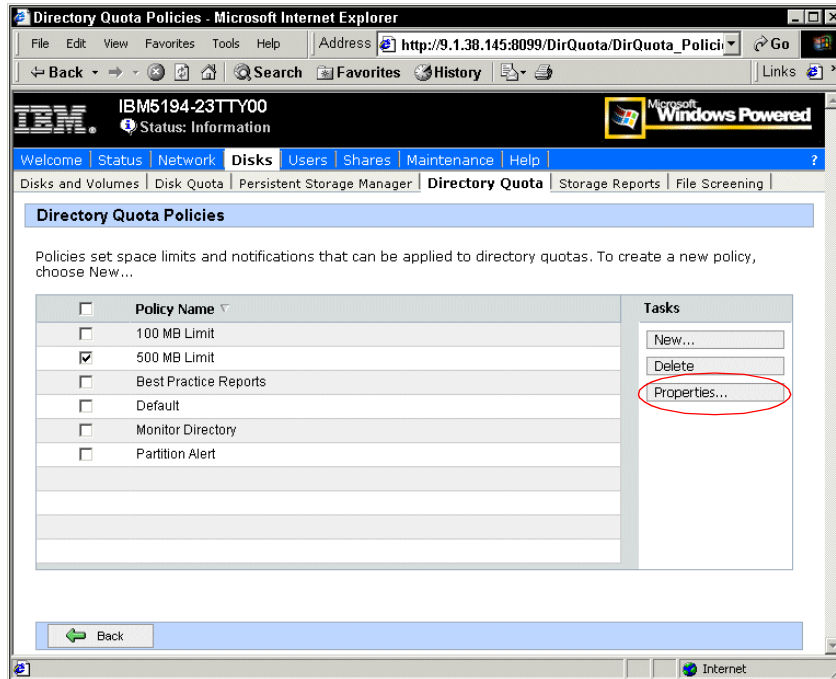 Directory Quota Policies - Microsoft Internet Explorer
File Edit View Favorites Tools Help Address http://9.1.38.145:8099/DirQuota/DirQuota_Polici Go
Back Search Favorites History Links
IBM IBM5194-23TTY00
Status: Information
Microsoft
Windows Powered
Welcome Status Network Disks Users Shares Maintenance Help ?
Disks and Volumes Disk Quota Persistent Storage Manager Directory Quota Storage Reports File Screening
Directory Quota Policies
Policies set space limits and notifications that can be applied to directory quotas. To create a new policy,
choose New...
Policy Name
100 MB Limit
500 MB Limit
Best Practice Reports
Default
Monitor Directory
Partition Alert
Tasks
New...
Delete
Properties...
Back
Internet